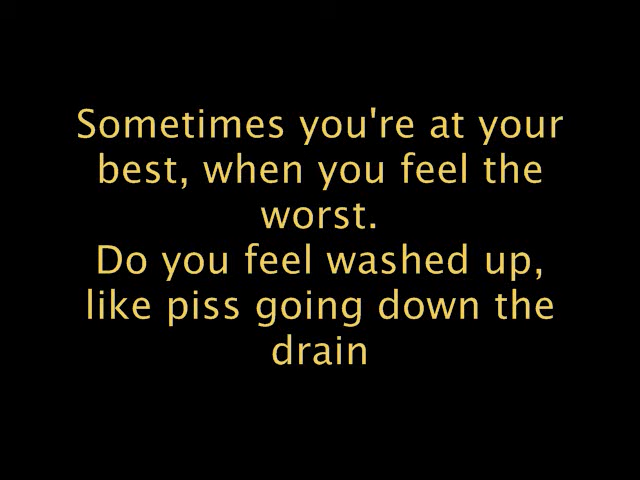 Sometimes you're at your
best, when you feel the
worst.
Do you feel washed up,
like piss going down the
drain